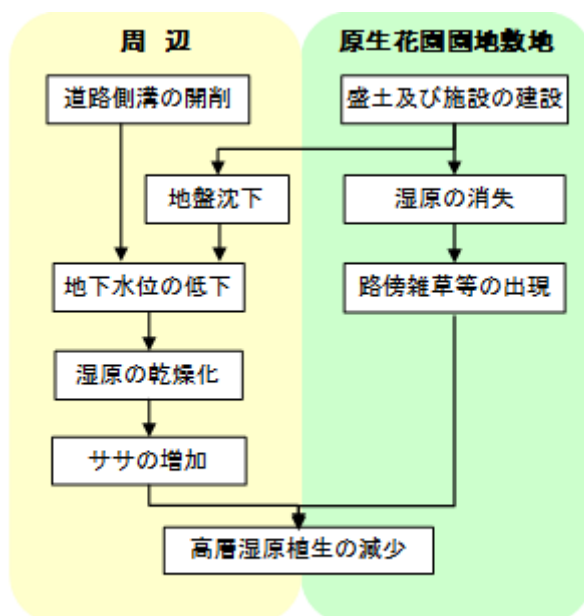 周 辺
原生花園園地敷地
道路側溝の開削
盛土及び施設の建設
地盤沈下
湿原の消失
地下水位の低下
路傍雑草等の出現
湿原の乾燥化
ササの増加
高層湿原植生の減少